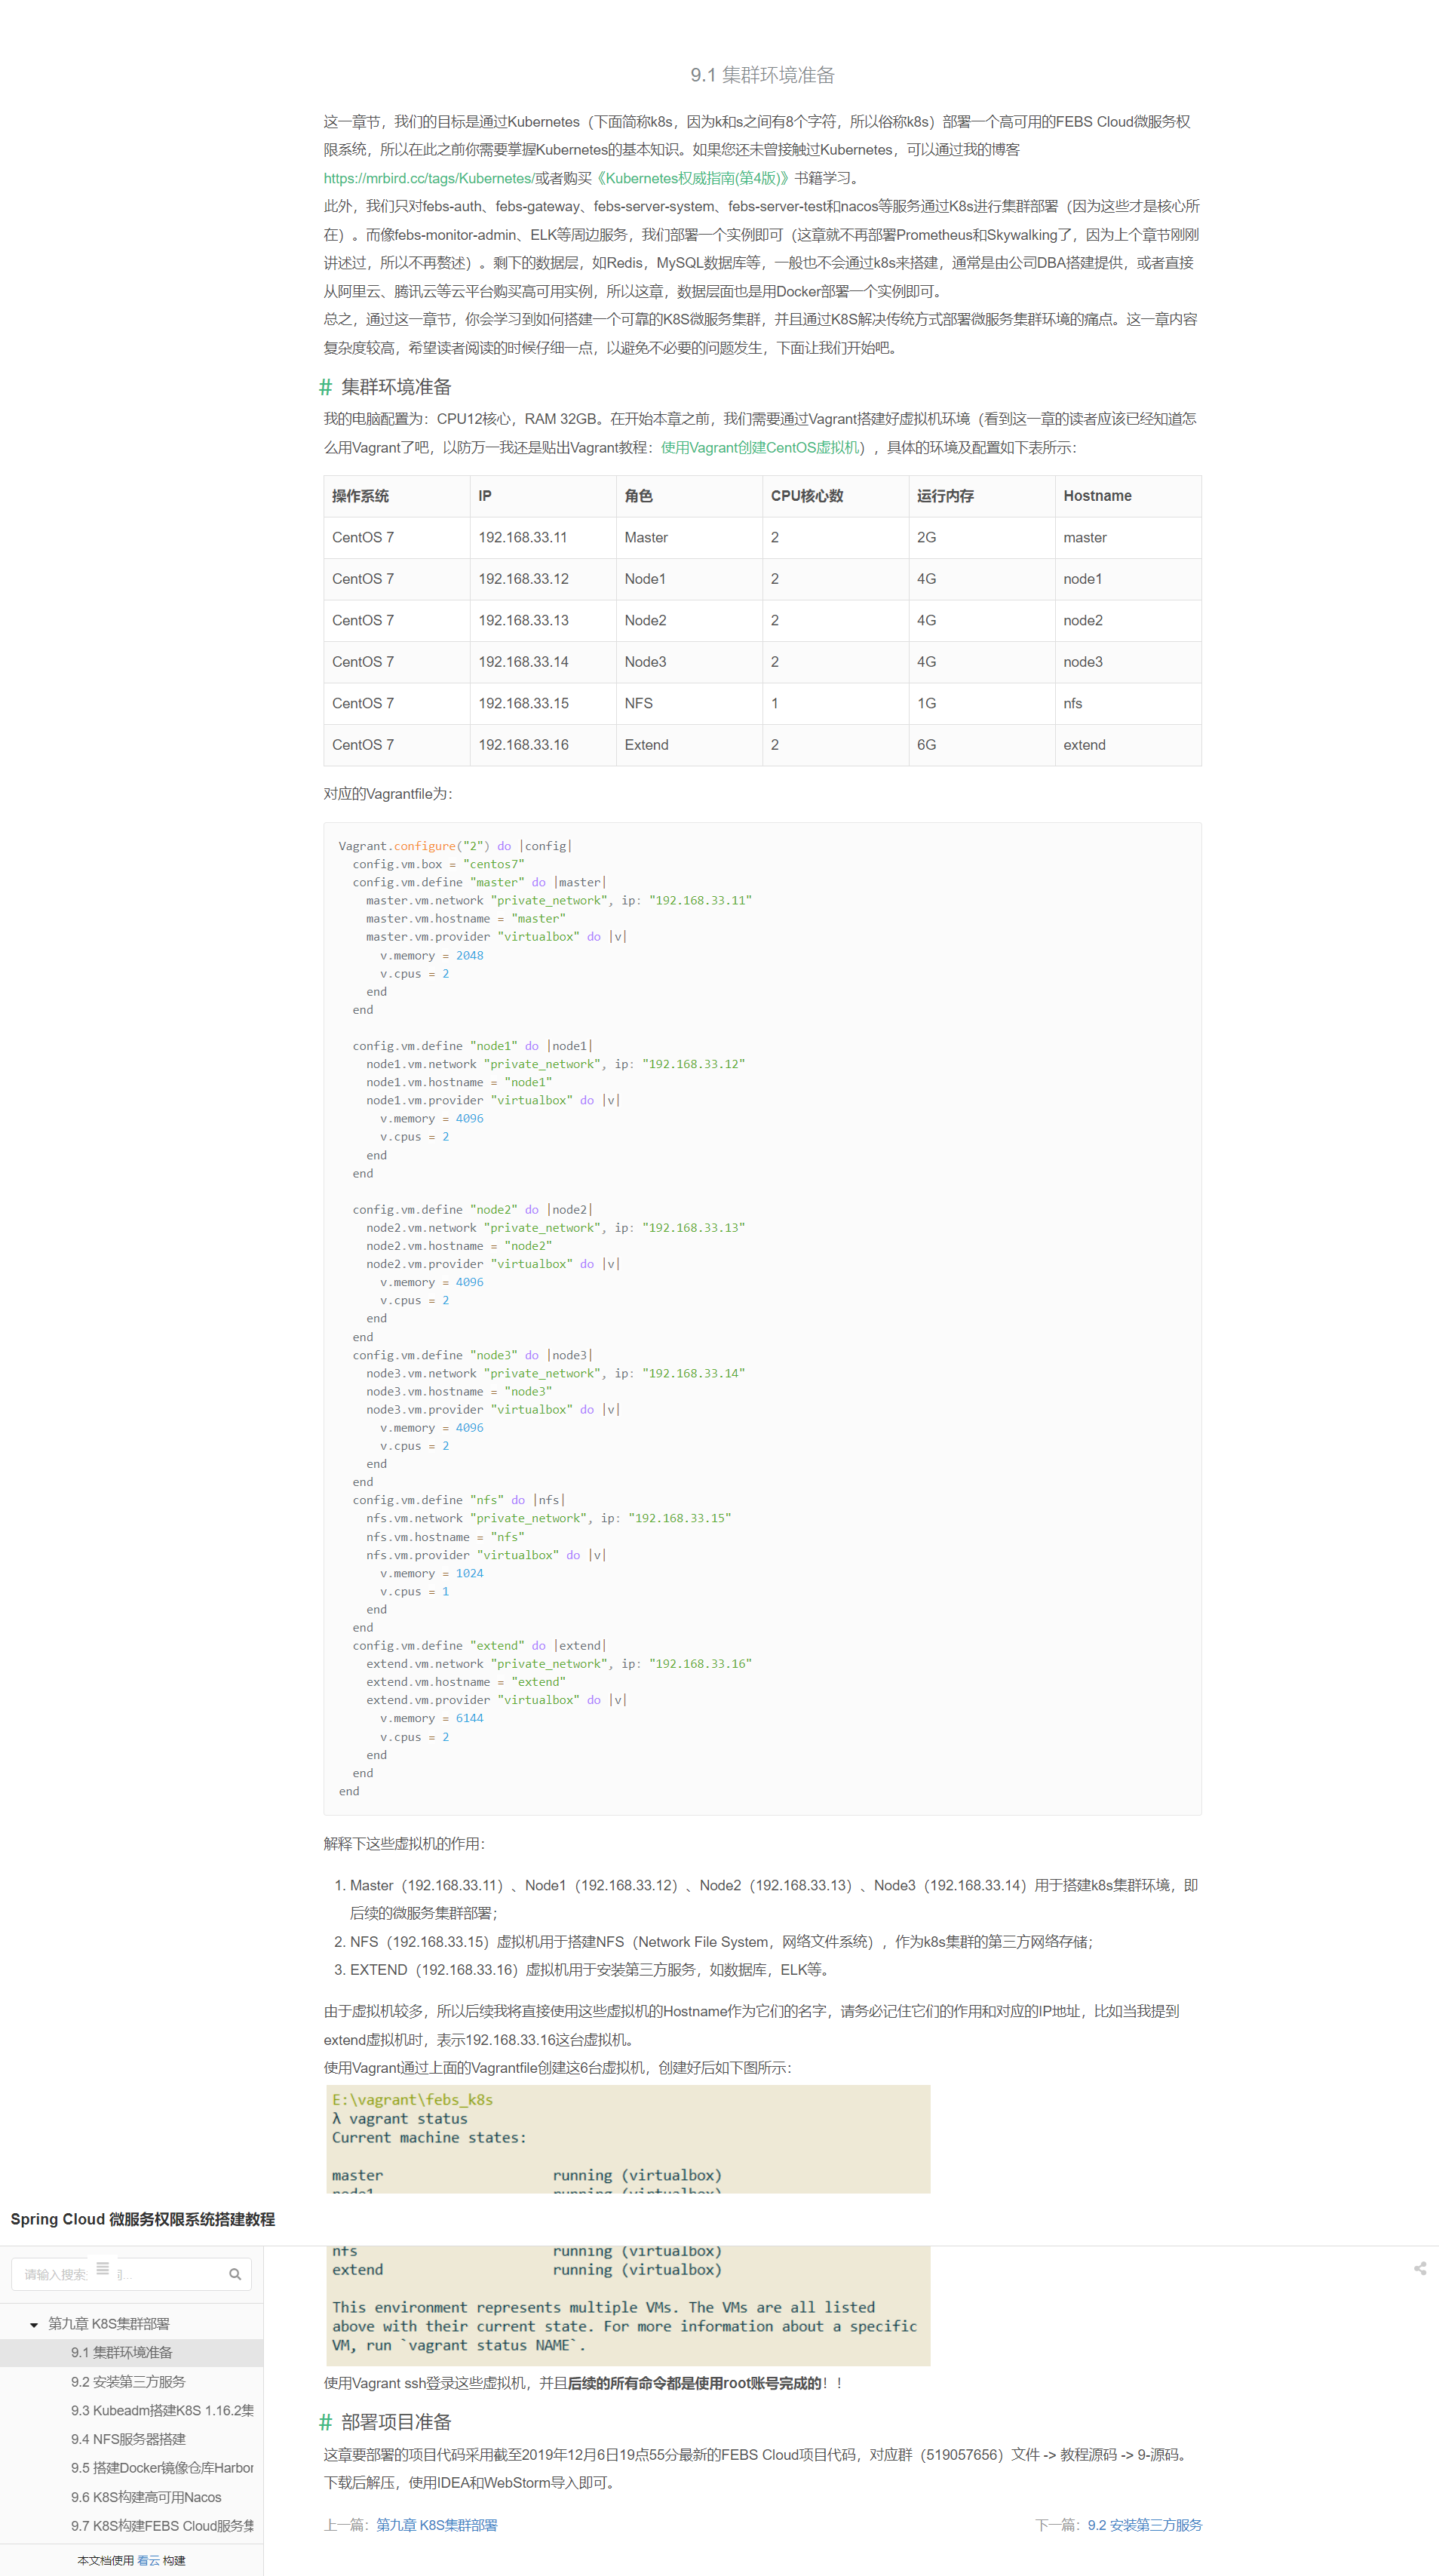 9.1 集群环境准备
这一章节，我们的目标是通过Kubernetes（下面简称k8s，因为k和s之间有8个字符，所以俗称k8s）部署一个高可用的FEBS Cloud微服务权
限系统，所以在此之前你需要掌握Kubernetes的基本知识。如果您还未曾接触过Kubernetes，可以通过我的博客
https://mrbird.cc/tags/Kubernetes/或者购买《Kubernetes权威指南(第4版)》书籍学习。
此外，我们只对febs-auth、febs-gateway、febs-server-system、febs-server-test和nacos等服务通过K8s进行集群部署（因为这些才是核心所
在）。而像febs-monitor-admin、ELK等周边服务，我们部署一个实例即可（这章就不再部署Prometheus和Skywalking了，因为上个章节刚刚
讲述过，所以不再赘述）。剩下的数据层，如Redis，MySQL数据库等，一般也不会通过k8s来搭建，通常是由公司DBA搭建提供，或者直接
从阿里云、腾讯云等云平台购买高可用实例，所以这章，数据层面也是用Docker部署一个实例即可。
总之，通过这一章节，你会学习到如何搭建一个可靠的K8S微服务集群，并且通过K8S解决传统方式部署微服务集群环境的痛点。这一章内容
复杂度较高，希望读者阅读的时候仔细一点，以避免不必要的问题发生，下面让我们开始吧。
# 集群环境准备
我的电脑配置为：CPU12核心，RAM 32GB。在开始本章之前，我们需要通过Vagrant搭建好虚拟机环境（看到这一章的读者应该已经知道怎
么用Vagrant了吧，以防万一我还是贴出Vagrant教程：使用Vagrant创建CentOS虚拟机），具体的环境及配置如下表所示：
操作系统 IP 角色 CPU核心数 运行内存 Hostname
CentOS 7 192.168.33.11 Master 2 2G master
CentOS 7 192.168.33.12 Node1 2 4G node1
CentOS 7 192.168.33.13 Node2 2 4G node2
CentOS 7 192.168.33.14 Node3 2 4G node3
CentOS 7 192.168.33.15 NFS 1 1G nfs
CentOS 7 192.168.33.16 Extend 2 6G extend
对应的Vagrantfile为：
Vagrant.configure("2") do |config|
config.vm.box = "centos7"
config.vm.define "master" do |master|
master.vm.network "private_network", ip: "192.168.33.11"
master.vm.hostname = "master"
master.vm.provider "virtualbox" do |v|
v.memory = 2048
v.cpus = 2
end
end
config.vm.define "node1" do |node1|
node1.vm.network "private_network", ip: "192.168.33.12"
node1.vm.hostname = "node1"
node1.vm.provider "virtualbox" do |v|
v.memory = 4096
v.cpus = 2
end
end
config.vm.define "node2" do |node2|
node2.vm.network "private_network", ip: "192.168.33.13"
node2.vm.hostname = "node2"
node2.vm.provider "virtualbox" do |v|
v.memory = 4096
v.cpus = 2
end
end
config.vm.define "node3" do |node3|
node3.vm.network "private_network", ip: "192.168.33.14"
node3.vm.hostname = "node3"
node3.vm.provider "virtualbox" do |v|
v.memory = 4096
v.cpus = 2
end
end
config.vm.define "nfs" do |nfs|
nfs.vm.network "private_network", ip: "192.168.33.15"
nfs.vm.hostname = "nfs"
nfs.vm.provider "virtualbox" do |v|
v.memory = 1024
v.cpus = 1
end
end
config.vm.define "extend" do |extend|
extend.vm.network "private_network", ip: "192.168.33.16"
extend.vm.hostname = "extend"
extend.vm.provider "virtualbox" do |v|
v.memory = 6144
v.cpus = 2
end
end
end
解释下这些虚拟机的作用：
1. Master（192.168.33.11）、Node1（192.168.33.12）、Node2（192.168.33.13）、Node3（192.168.33.14）用于搭建k8s集群环境，即
后续的微服务集群部署；
2. NFS（192.168.33.15）虚拟机用于搭建NFS（Network File System，网络文件系统），作为k8s集群的第三方网络存储；
3. EXTEND（192.168.33.16）虚拟机用于安装第三方服务，如数据库，ELK等。
由于虚拟机较多，所以后续我将直接使用这些虚拟机的Hostname作为它们的名字，请务必记住它们的作用和对应的IP地址，比如当我提到
extend虚拟机时，表示192.168.33.16这台虚拟机。
使用Vagrant通过上面的Vagrantfile创建这6台虚拟机，创建好后如下图所示：
E:\vagrant\febs_k8s
λ vagrant status
Current machine states:
master running (virtualbox)
node1 running (virtualbox)
Spring Cloud 微服务权限系统搭建教程
nfs running (virtualbox)
extend running (virtualbox)
This environment represents multiple VMs. The VMs are all listed
above with their current state. For more information about a specific
VM, run `vagrant status NAME`.
使用Vagrant ssh登录这些虚拟机，并且后续的所有命令都是使用root账号完成的！！
# 部署项目准备
这章要部署的项目代码采用截至2019年12月6日19点55分最新的FEBS Cloud项目代码，对应群（519057656）文件 -> 教程源码 -> 9-源码。
下载后解压，使用IDEA和WebStorm导入即可。
上一篇：第九章 K8S集群部署 下一篇：9.2 安装第三方服务
请输入搜索
第九章 K8S集群部署
9.1 集群环境准备
9.2 安装第三方服务
9.3 Kubeadm搭建K8S 1.16.2集
9.4 NFS服务器搭建
9.5 搭建Docker镜像仓库Harbor
9.6 K8S构建高可用Nacos
9.7 K8S构建FEBS Cloud服务集
本文档使用 看云 构建